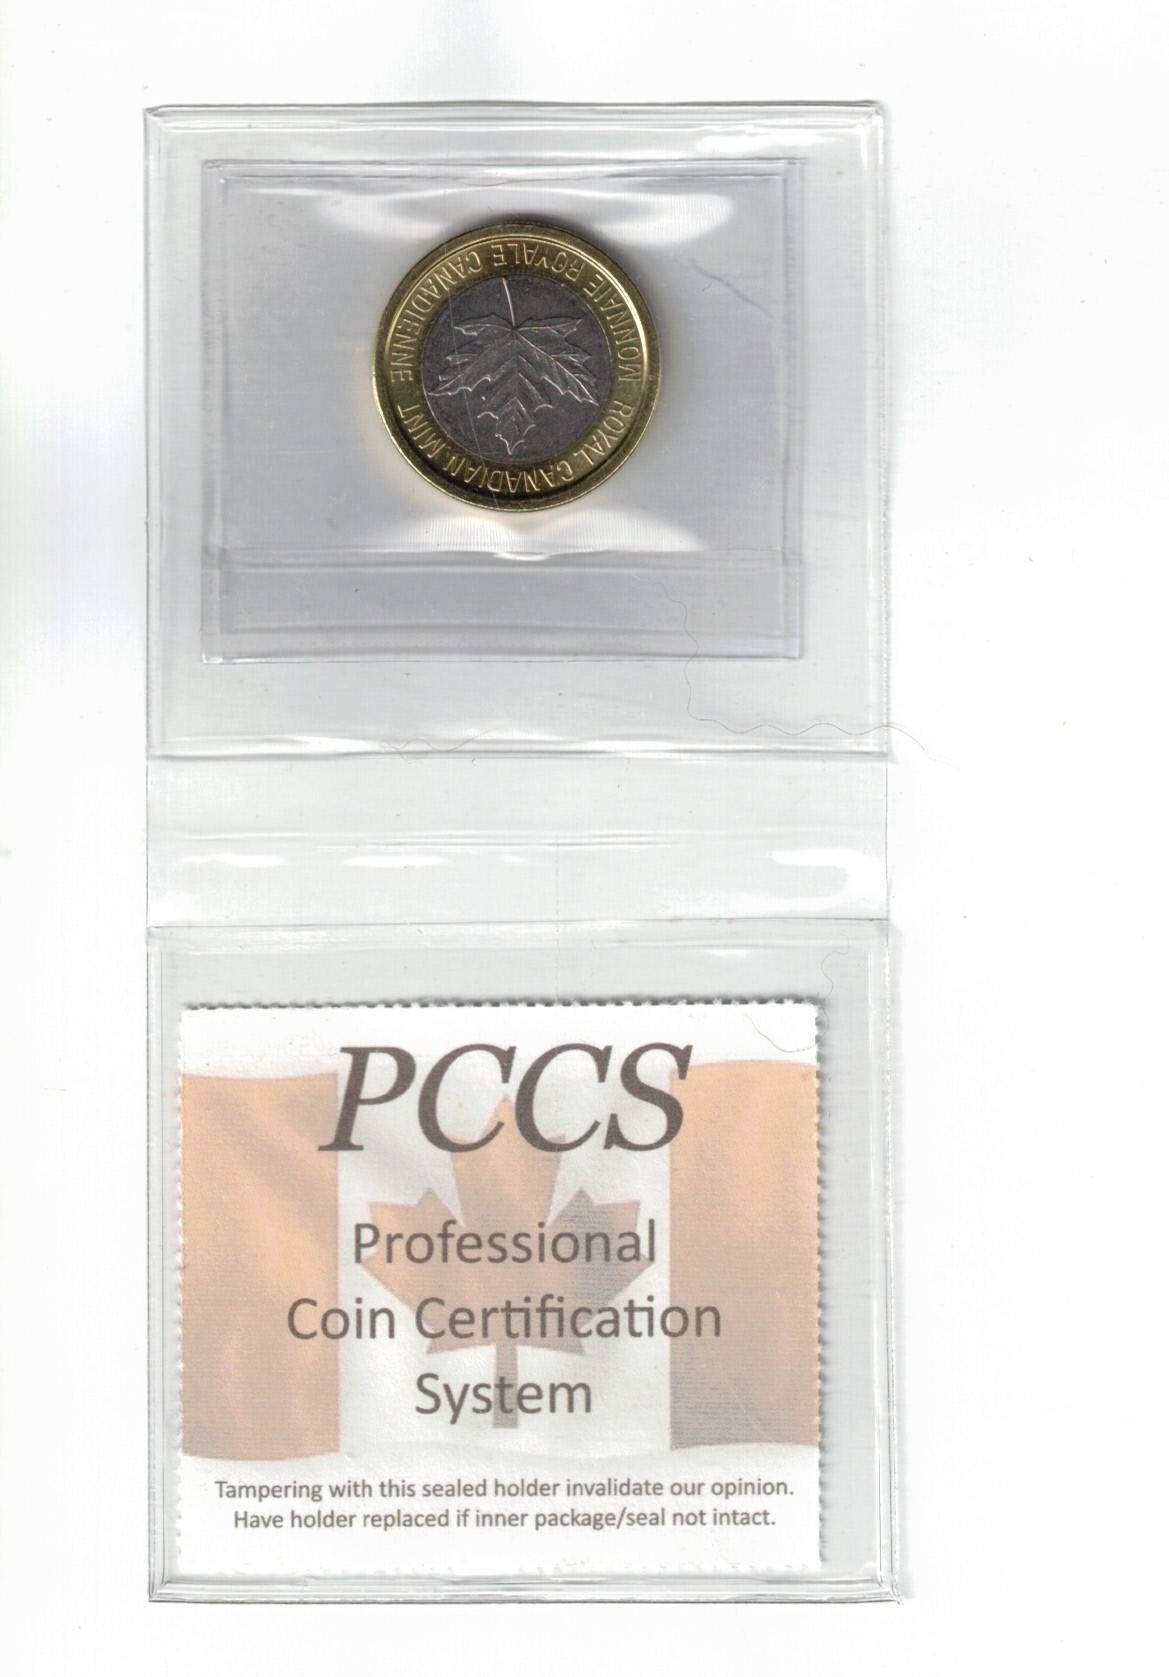 MONNAIE ROYALE CANADIENNE
ROYAL CANADIAN MINT
PCCS
Professional
Coin Certification
System
Tampering with this sealed holder invalidate our opinion.
Have holder replaced if inner package/seal not intact.